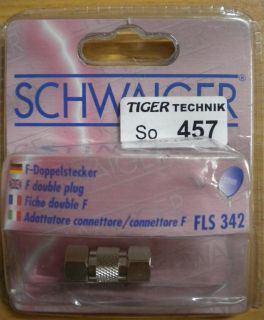 SCHWAIGER
TIGER TECHNIK
So 457
F-Doppelstecker
F double plug
Fiche double F
Adattatore connettore/connettore F
FLS 342